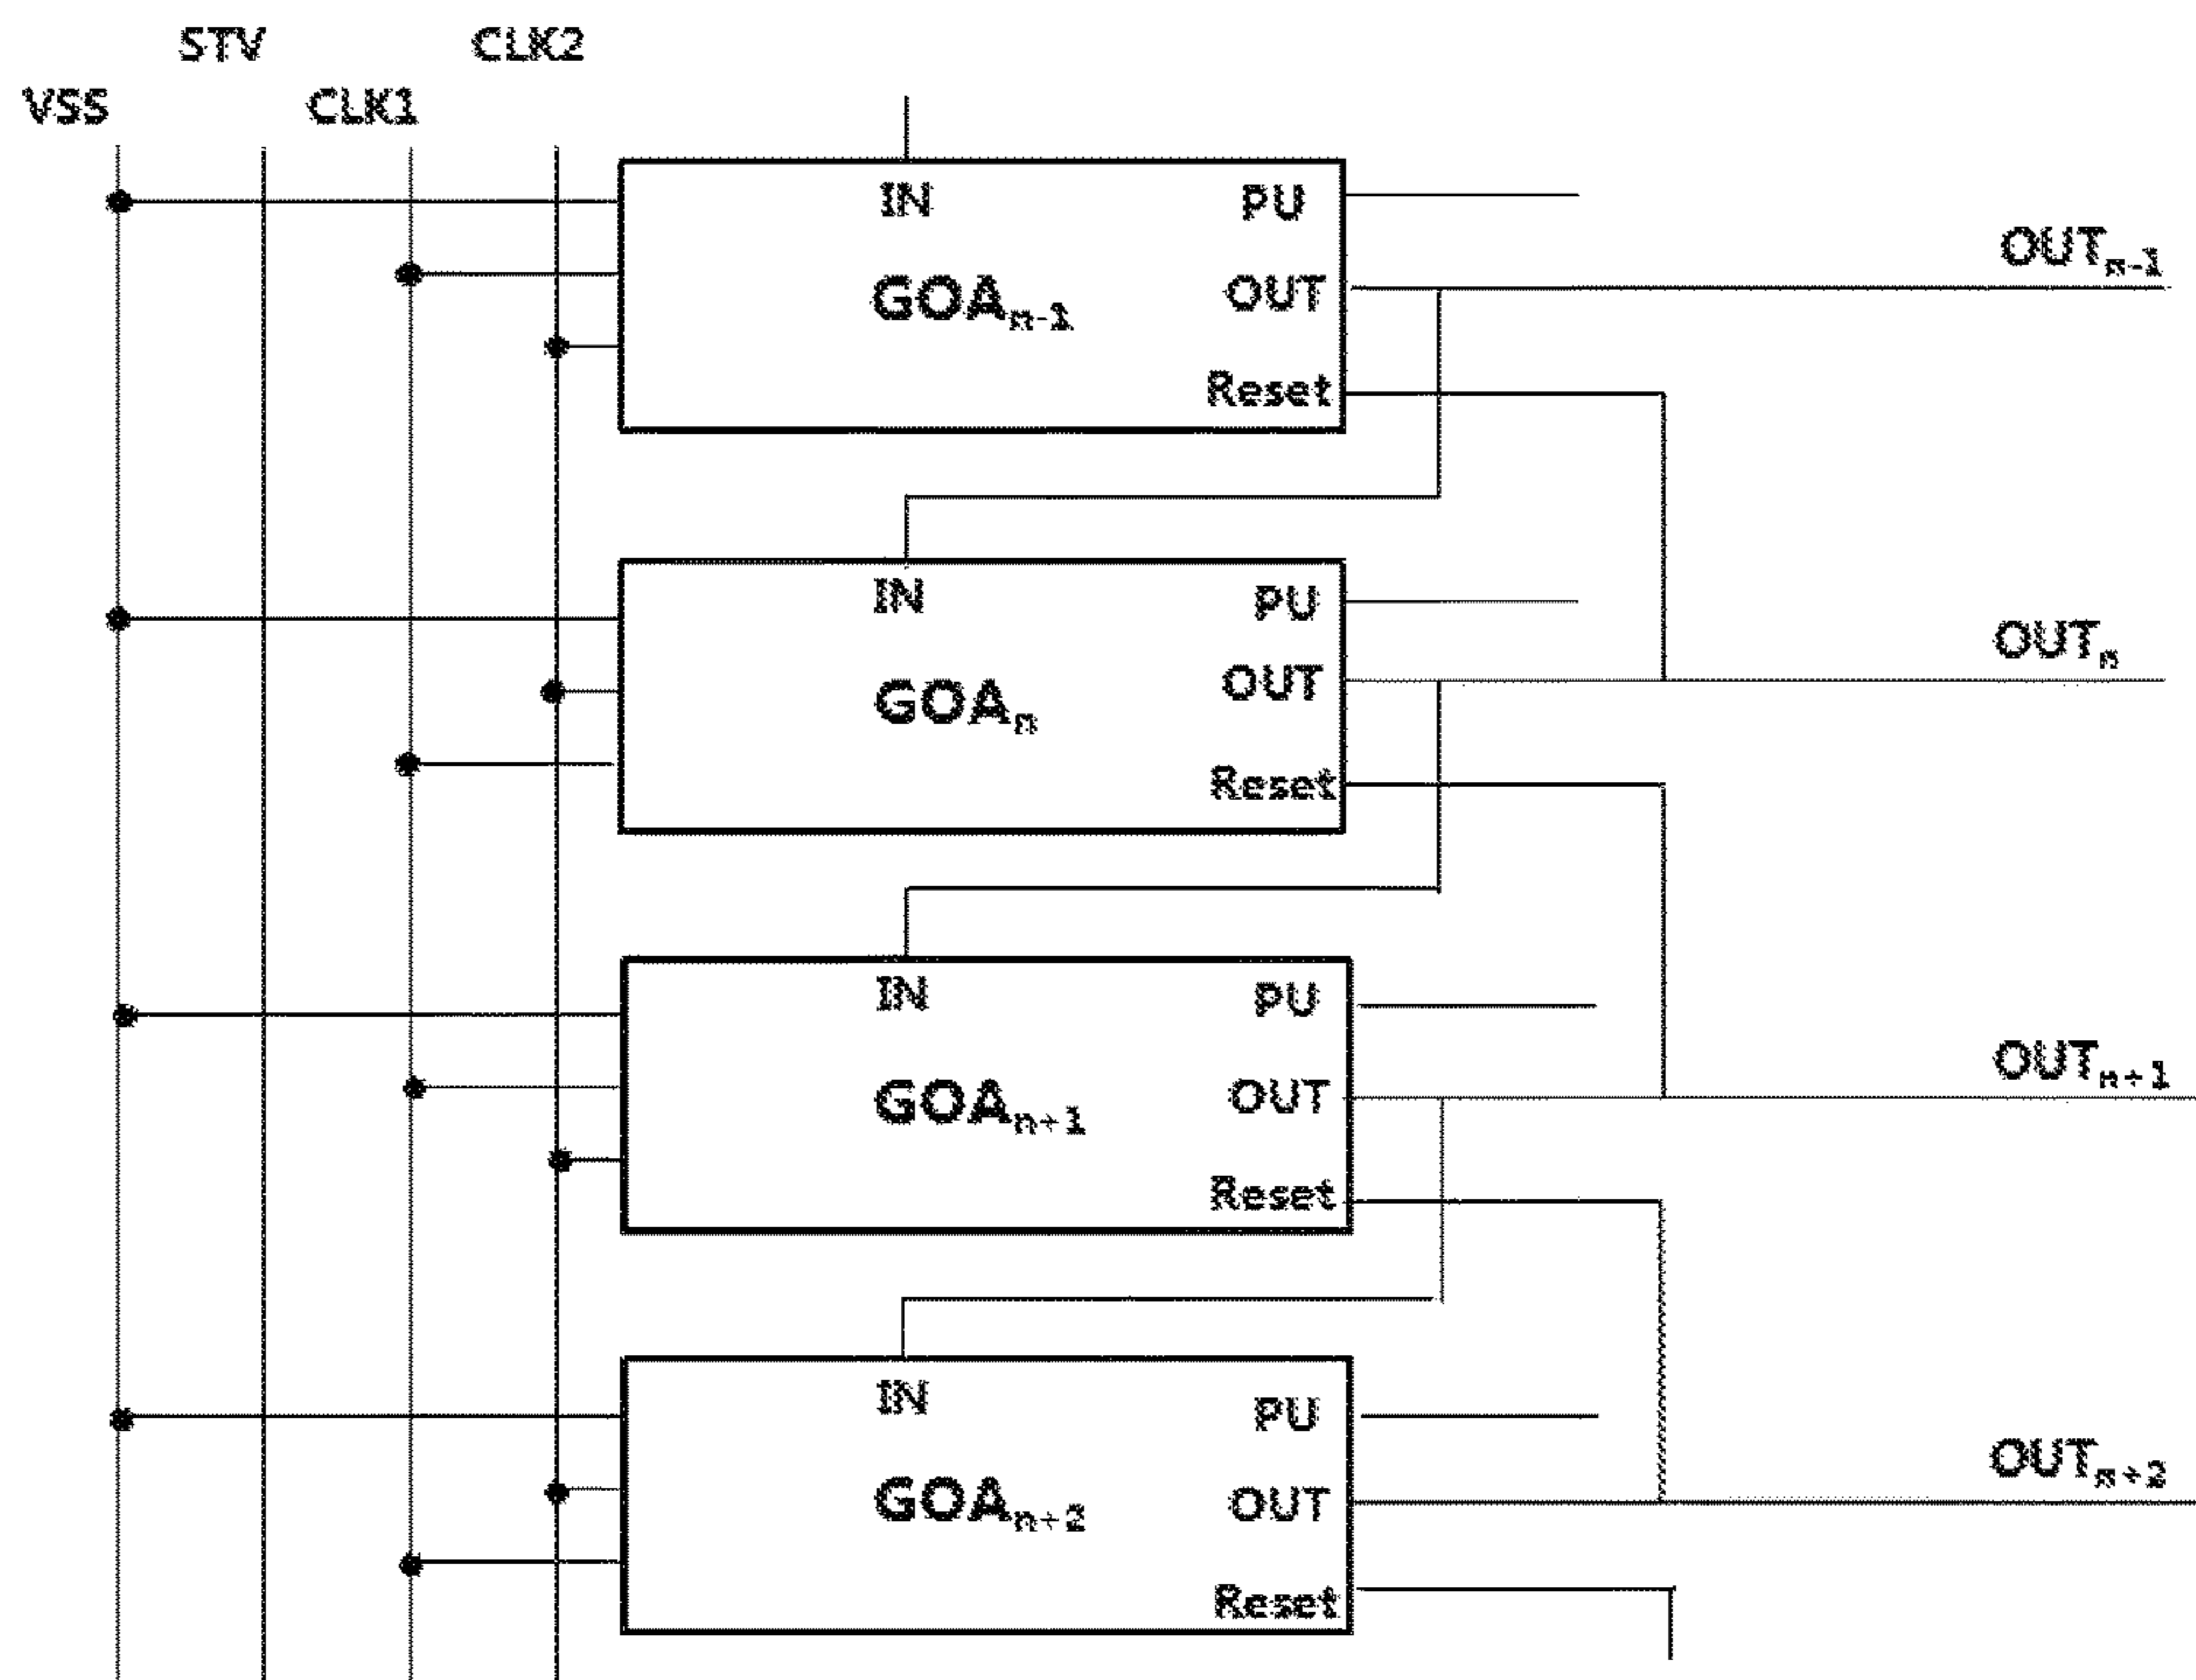 STV CLK2
VSS CLK1
IN PU
OUTn-1
GOAn-1 OUT
Reset
IN PU
OUTn
GOAn OUT
Reset
IN PU
OUTn+1
GOAn+1 OUT
Reset
IN PU
OUTn+2
GOAn+2 OUT
Reset